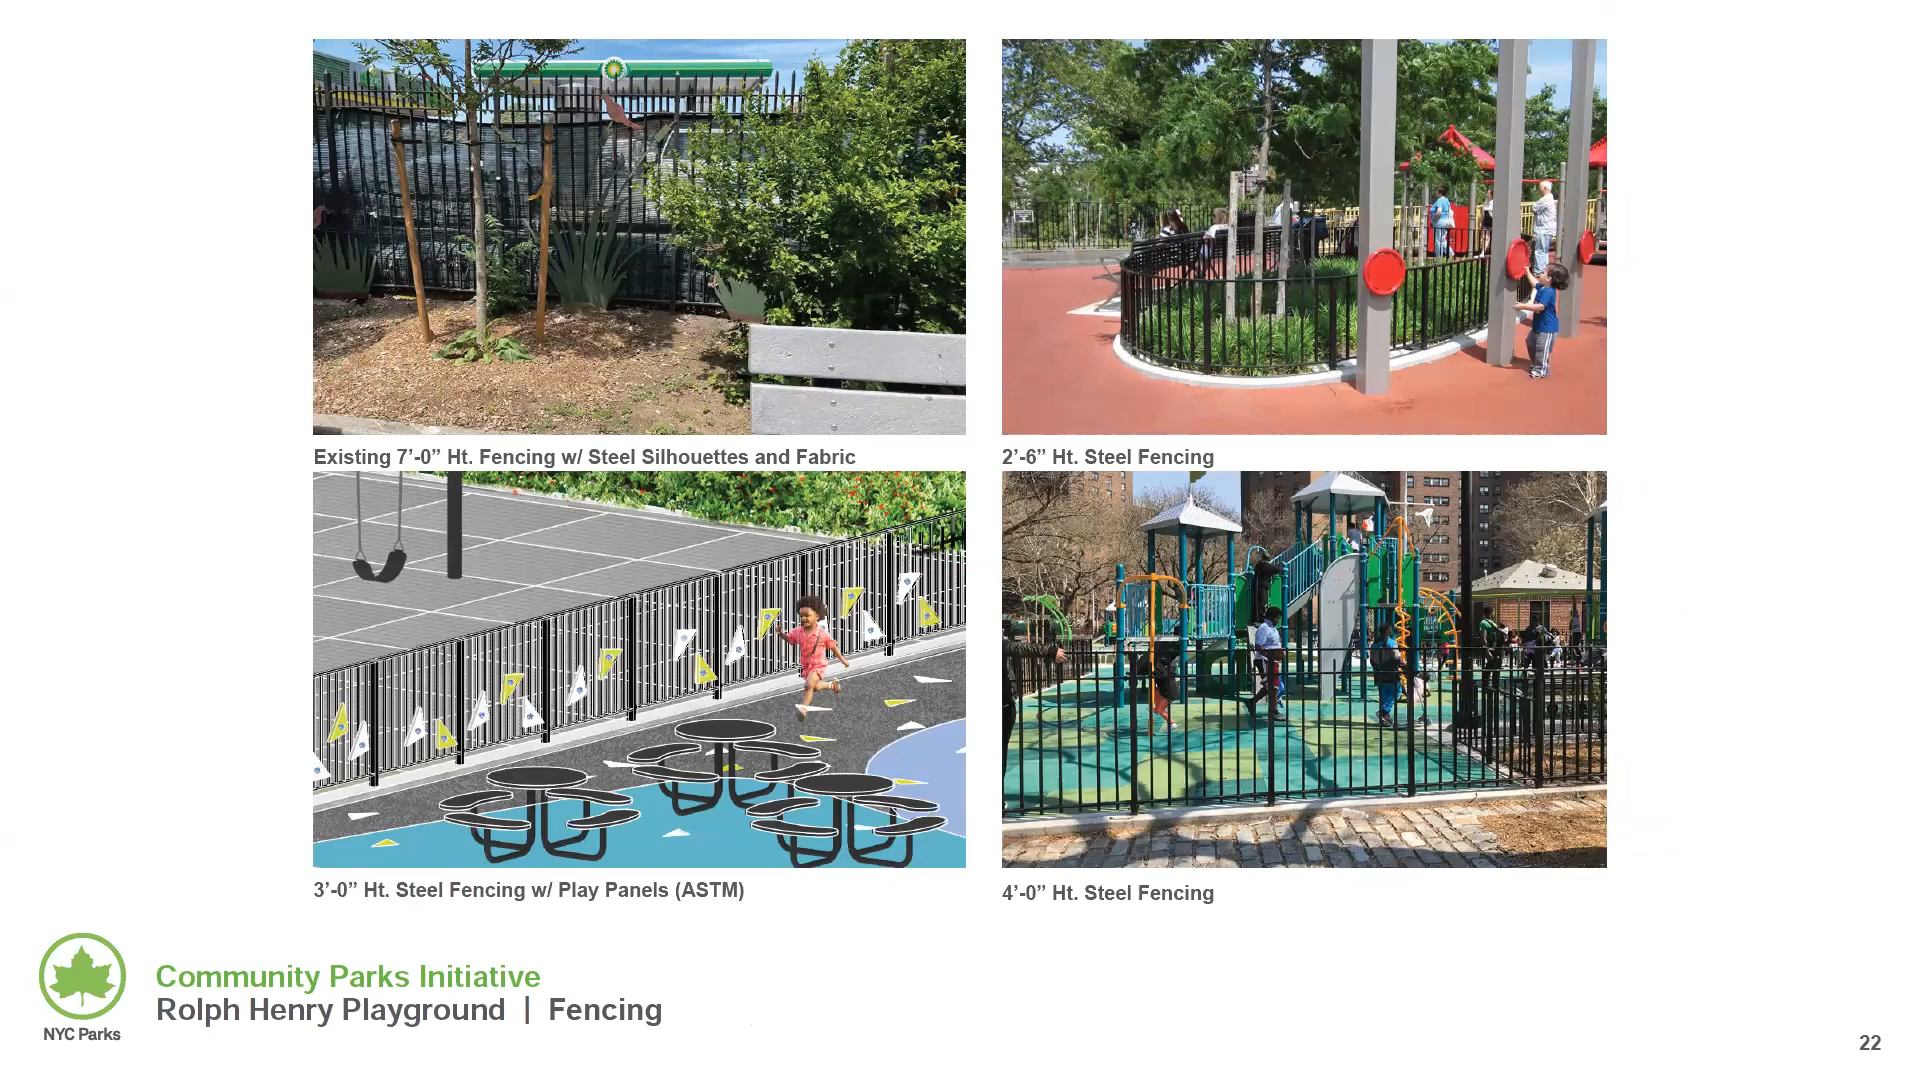 Existing 7’-0” Ht. Fencing w/ Steel Silhouettes and Fabric
2’-6” Ht. Steel Fencing
3’-0” Ht. Steel Fencing w/ Play Panels (ASTM)
4’-0” Ht. Steel Fencing
Community Parks Initiative
Rolph Henry Playground | Fencing
NYC Parks
22